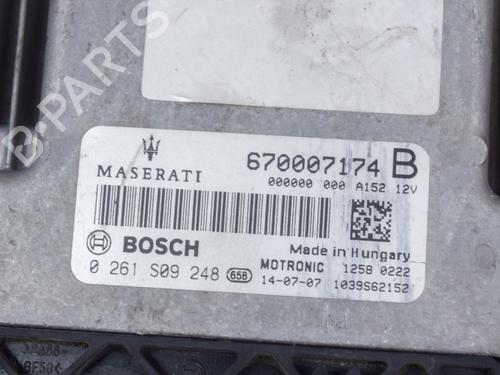 MASERATI
670007174 B
000000 000 A152 12V
BOSCH
Made in Hungary
0 261 S09 248 658
MOTRONIC 1258 0222
14-07-07 1039S62152